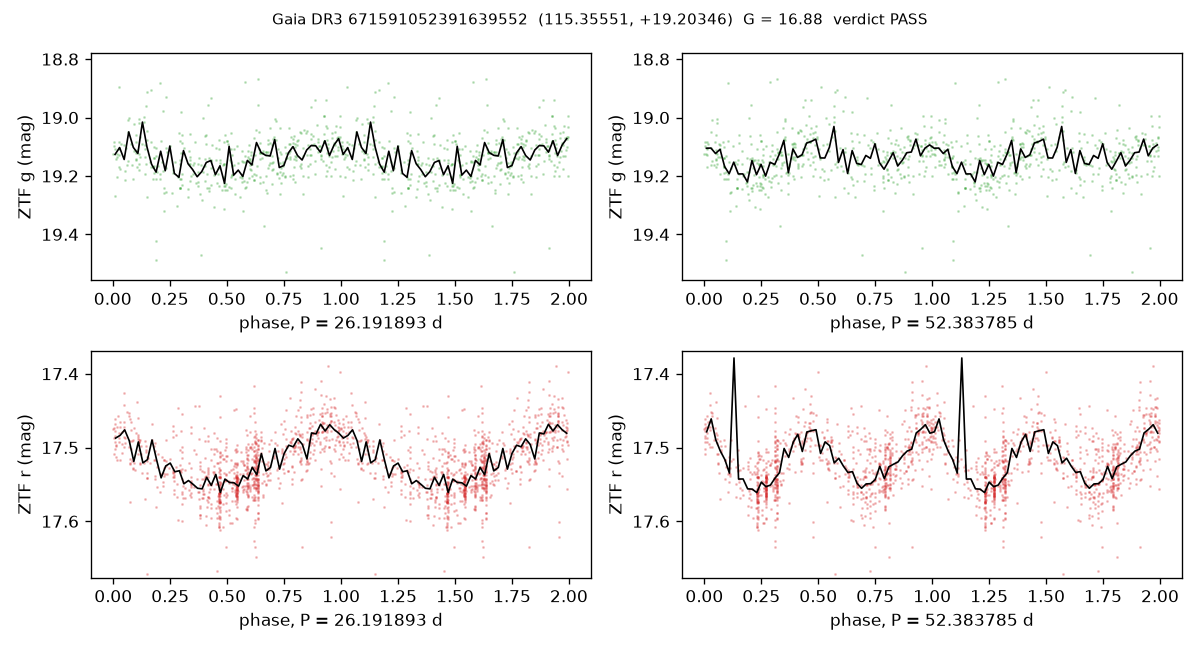 Gaia DR3 671591052391639552 (115.35551, +19.20346) G = 16.88 verdict PASS
ZTF g (mag)
18.8
19.0
19.2
19.4
0.00 0.25 0.50 0.75 1.00 1.25 1.50 1.75 2.00
phase, P = 26.191893 d
ZTF g (mag)
18.8
19.0
19.2
19.4
0.00 0.25 0.50 0.75 1.00 1.25 1.50 1.75 2.00
phase, P = 52.383785 d
ZTF r (mag)
17.4
17.5
17.6
0.00 0.25 0.50 0.75 1.00 1.25 1.50 1.75 2.00
phase, P = 26.191893 d
ZTF r (mag)
17.4
17.5
17.6
0.00 0.25 0.50 0.75 1.00 1.25 1.50 1.75 2.00
phase, P = 52.383785 d